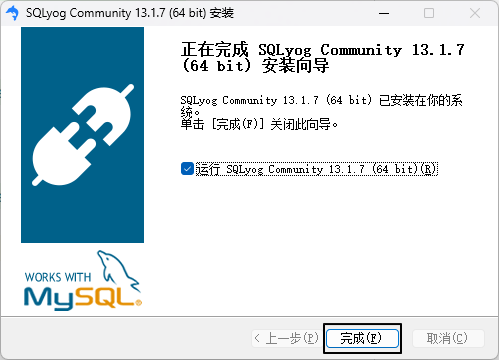 SQLyog Community 13.1.7 (64 bit) 安装
正在完成 SQLyog Community 13.1.7
(64 bit) 安装向导
SQLyog Community 13.1.7 (64 bit) 已安装在你的系
统。
单击 [完成(F)] 关闭此向导。
运行 SQLyog Community 13.1.7 (64 bit)(R)
WORKS WITH
MySQL®
< 上一步(P)
完成(F)
取消(C)